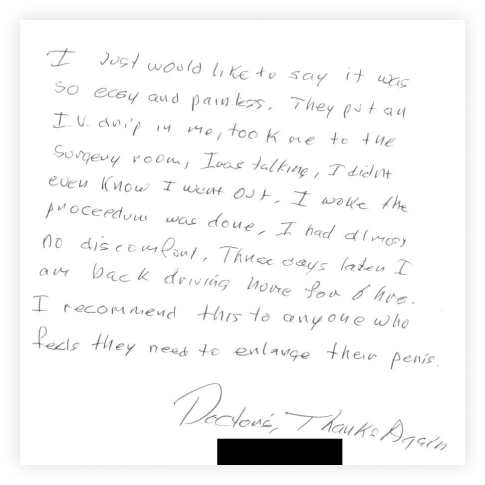 I Just would like to say it was
so easy and painless. They put an
I.V. drip in me, took me to the
surgery room, I was talking, I didnt
even know I went out. I woke the
proceedure was done, I had almost
no discomfort. Three days later I
am back driving home for 6 hrs.
I recommend this to anyone who
feels they need to enlarge their penis.
Doctors, Thanks Again